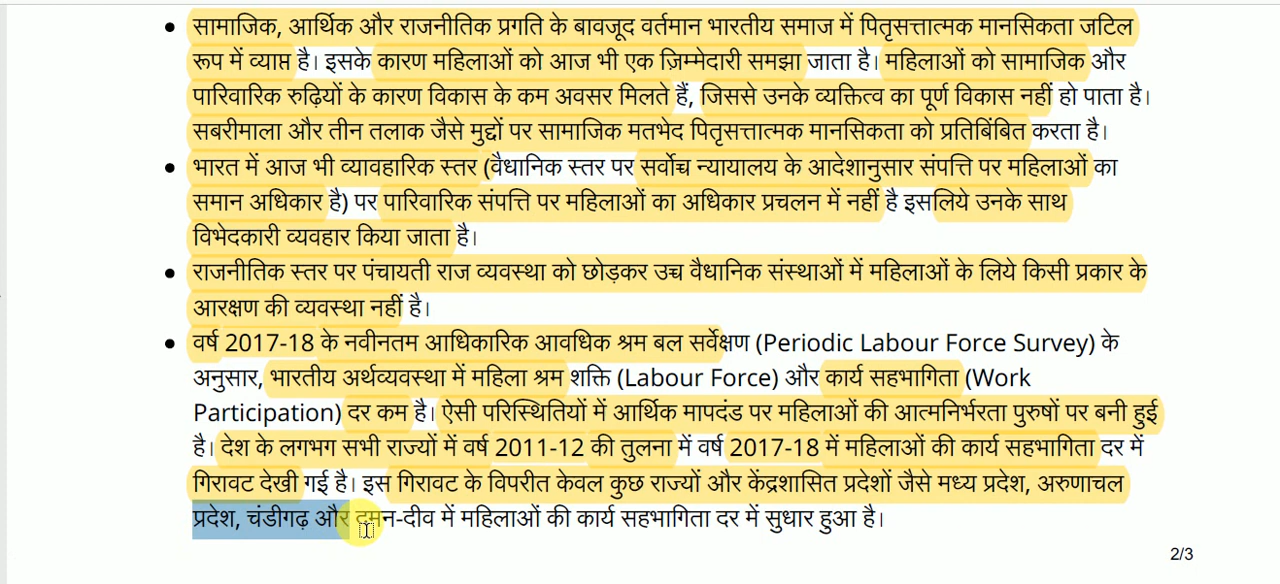 • सामाजिक, आर्थिक और राजनीतिक प्रगति के बावजूद वर्तमान भारतीय समाज में पितृसत्तात्मक मानसिकता जटिल
रूप में व्याप्त है। इसके कारण महिलाओं को आज भी एक ज़िम्मेदारी समझा जाता है। महिलाओं को सामाजिक और
पारिवारिक रुढ़ियों के कारण विकास के कम अवसर मिलते हैं, जिससे उनके व्यक्तित्व का पूर्ण विकास नहीं हो पाता है।
सबरीमाला और तीन तलाक जैसे मुद्दों पर सामाजिक मतभेद पितृसत्तात्मक मानसिकता को प्रतिबिंबित करता है।
• भारत में आज भी व्यावहारिक स्तर (वैधानिक स्तर पर सर्वोच्च न्यायालय के आदेशानुसार संपत्ति पर महिलाओं का
समान अधिकार है) पर पारिवारिक संपत्ति पर महिलाओं का अधिकार प्रचलन में नहीं है इसलिये उनके साथ
विभेदकारी व्यवहार किया जाता है।
• राजनीतिक स्तर पर पंचायती राज व्यवस्था को छोड़कर उच्च वैधानिक संस्थाओं में महिलाओं के लिये किसी प्रकार के
आरक्षण की व्यवस्था नहीं है।
• वर्ष 2017-18 के नवीनतम आधिकारिक आवधिक श्रम बल सर्वेक्षण (Periodic Labour Force Survey) के
अनुसार, भारतीय अर्थव्यवस्था में महिला श्रम शक्ति (Labour Force) और कार्य सहभागिता (Work
Participation) दर कम है। ऐसी परिस्थितियों में आर्थिक मापदंड पर महिलाओं की आत्मनिर्भरता पुरुषों पर बनी हुई
है। देश के लगभग सभी राज्यों में वर्ष 2011-12 की तुलना में वर्ष 2017-18 में महिलाओं की कार्य सहभागिता दर में
गिरावट देखी गई है। इस गिरावट के विपरीत केवल कुछ राज्यों और केंद्रशासित प्रदेशों जैसे मध्य प्रदेश, अरुणाचल
प्रदेश, चंडीगढ़ और दमन-दीव में महिलाओं की कार्य सहभागिता दर में सुधार हुआ है।
2/3